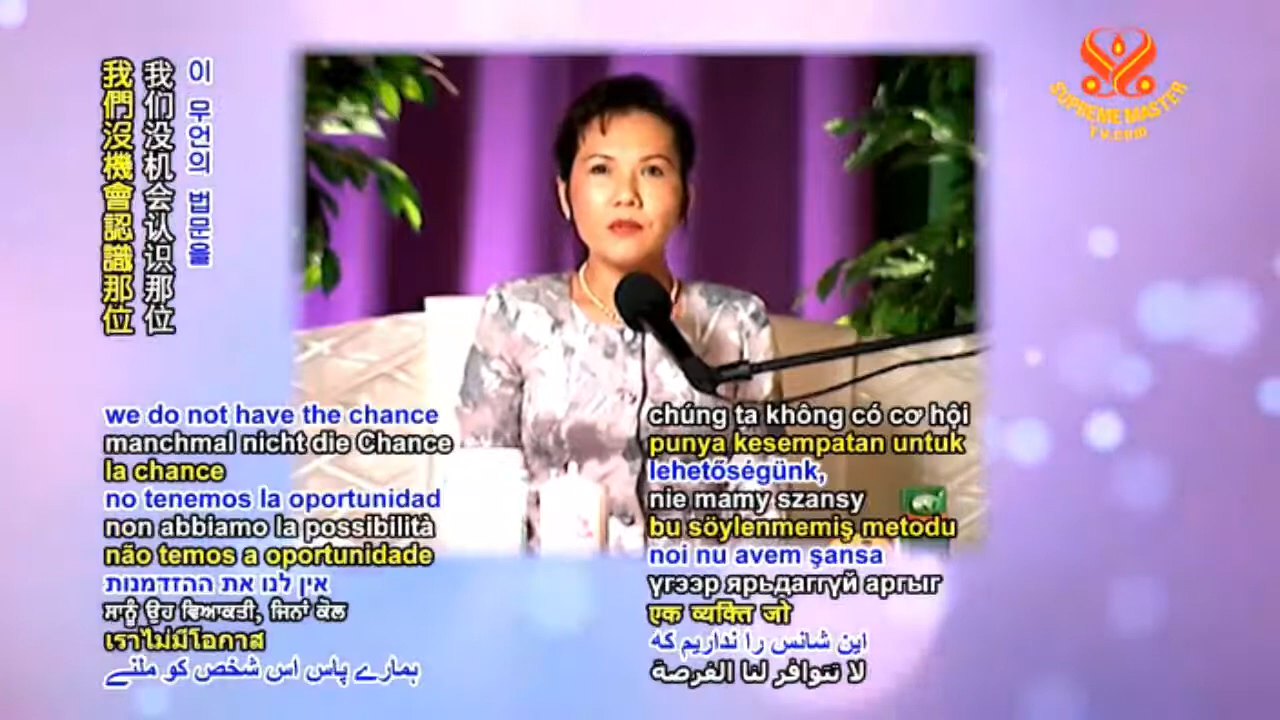 我們沒機會認識那位
我们没机会认识那位
이 무언의 법문을
SUPREME MASTER
TV.COM
we do not have the chance
manchmal nicht die Chance
la chance
no tenemos la oportunidad
non abbiamo la possibilità
não temos a oportunidade
אין לנו את ההזדמנות
ਸਾਨੂੰ ਉਹ ਵਿਆਕਤੀ, ਜਿਨਾਂ ਕੋਲ
เราไม่มีโอกาส
ہمارے پاس اس شخص کو ملنے
chúng ta không có cơ hội
punya kesempatan untuk
lehetőségünk,
nie mamy szansy
bu söylenmemiş metodu
noi nu avem şansa
үгээр ярьдаггүй аргыг
एक व्यक्ति जो
این شانس را نداریم که
لا تتوافر لنا الفرصة